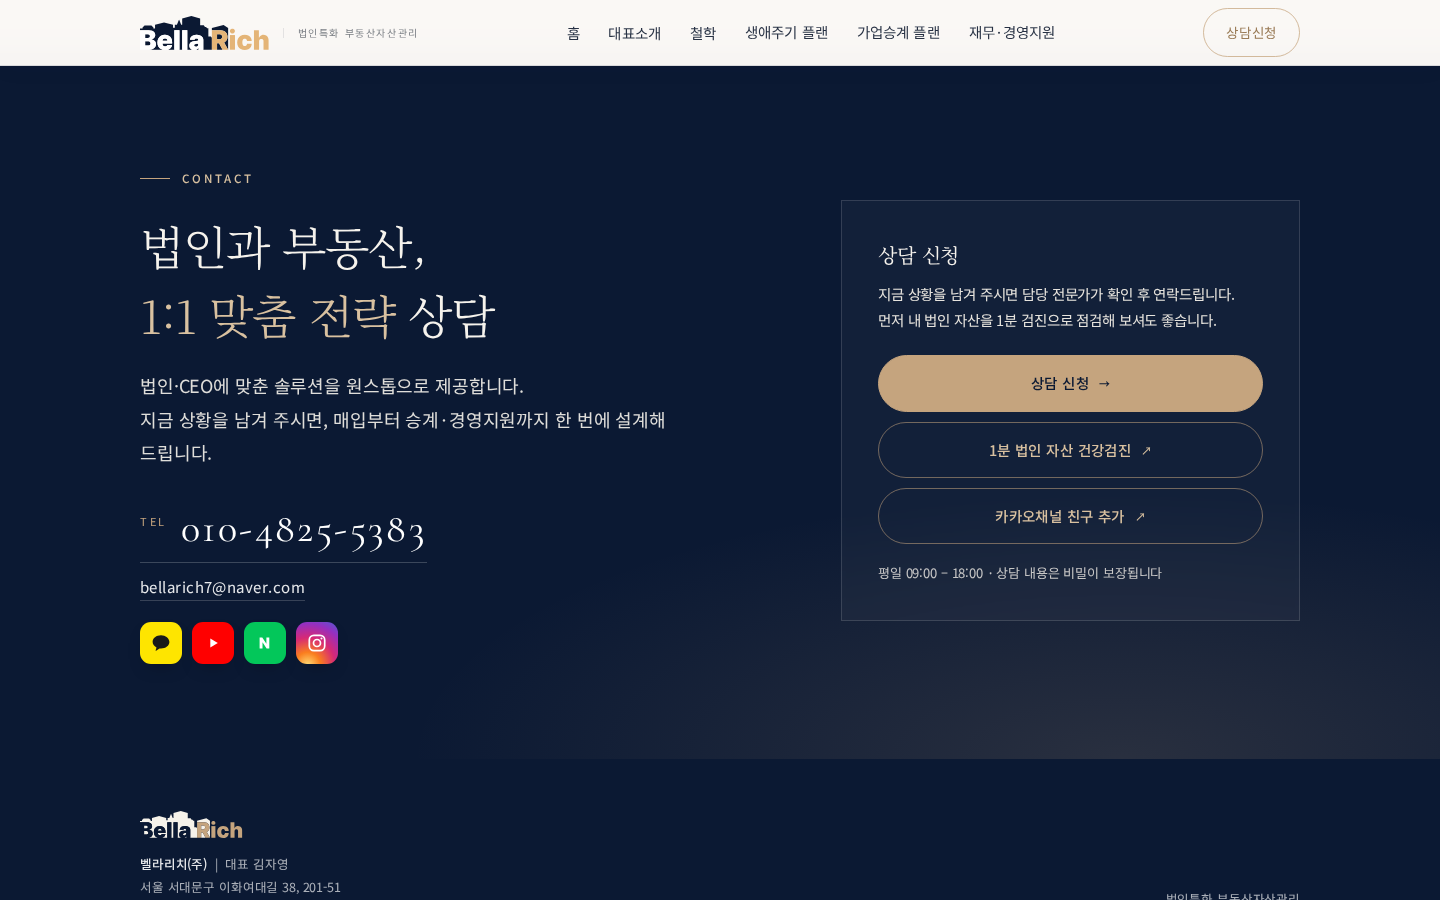 Bella Rich
법인특화 부동산자산관리
홈
대표소개
철학
생애주기 플랜
가업승계 플랜
재무·경영지원
상담신청
CONTACT
법인과 부동산,
1:1 맞춤 전략 상담
법인·CEO에 맞춘 솔루션을 원스톱으로 제공합니다.
지금 상황을 남겨 주시면, 매입부터 승계·경영지원까지 한 번에 설계해
드립니다.
TEL 010-4825-5383
bellarich7@naver.com
N
상담 신청
지금 상황을 남겨 주시면 담당 전문가가 확인 후 연락드립니다.
먼저 내 법인 자산을 1분 검진으로 점검해 보셔도 좋습니다.
상담 신청 →
1분 법인 자산 건강검진 ↗
카카오채널 친구 추가 ↗
평일 09:00 – 18:00 · 상담 내용은 비밀이 보장됩니다
Bella Rich
벨라리치(주) | 대표 김자영
서울 서대문구 이화여대길 38, 201-51
법인특화 부동산자산관리